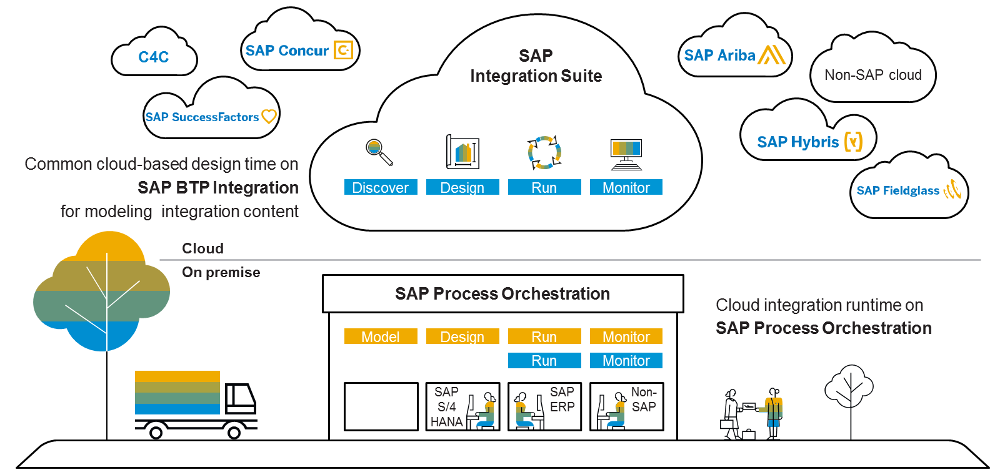 C4C
SAP Concur
SAP SuccessFactors
SAP
Integration Suite
Discover
Design
Run
Monitor
SAP Ariba
Non-SAP cloud
SAP Hybris
SAP Fieldglass
Common cloud-based design time on
SAP BTP Integration
for modeling integration content
Cloud
On premise
SAP Process Orchestration
Model
Design
Run
Monitor
Run
Monitor
SAP
S/4
HANA
SAP
ERP
Non-
SAP
Cloud integration runtime on
SAP Process Orchestration